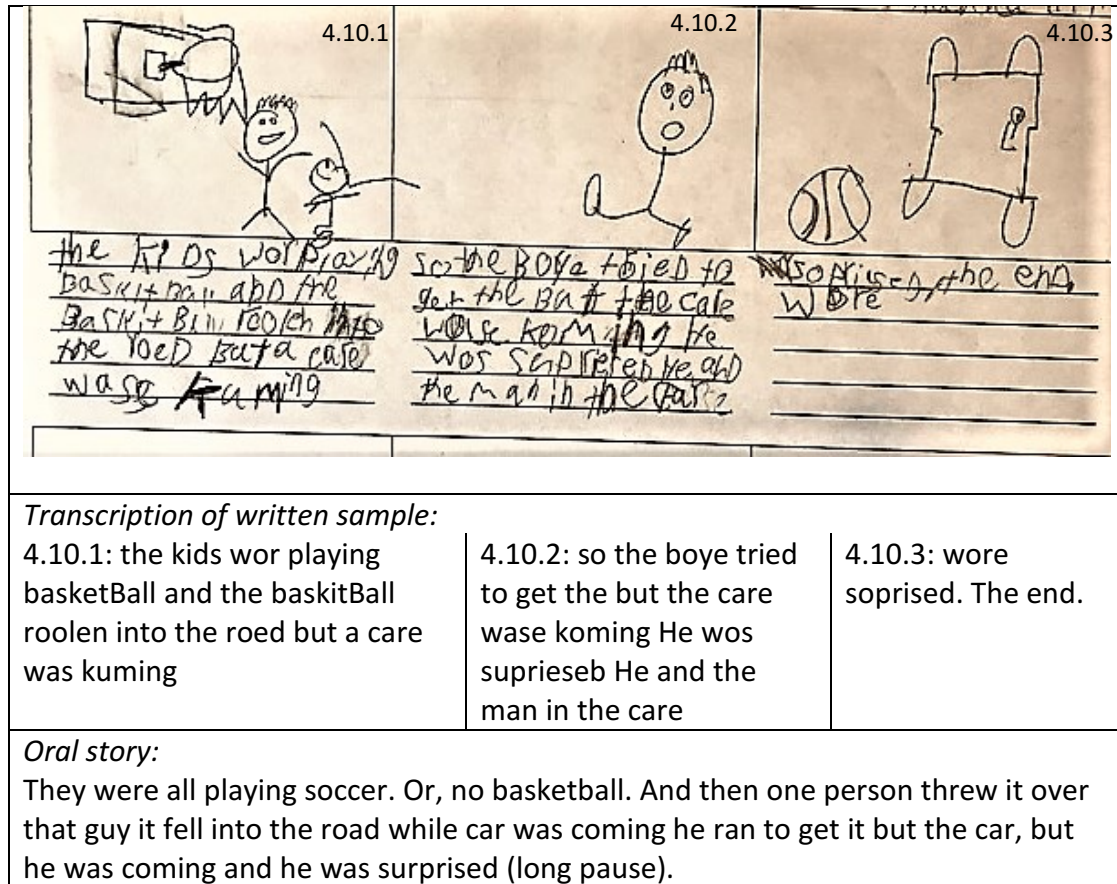 4.10.1
4.10.2
4.10.3
the kids wor Playing
Baskit Ball and the
Baskit Bill roolen into
the roed But a care
wase kuming
so the Boye tried to
get the But the care
wase koming He
wos He and
the man in the care
the end
wore
Transcription of written sample:
4.10.1: the kids wor playing
basketBall and the baskitBall
roolen into the roed but a care
was kuming
4.10.2: so the boye tried
to get the but the care
wase koming He wos
suprieseb He and the
man in the care
4.10.3: wore
soprised. The end.
Oral story:
They were all playing soccer. Or, no basketball. And then one person threw it over
that guy it fell into the road while car was coming he ran to get it but the car, but
he was coming and he was surprised (long pause).